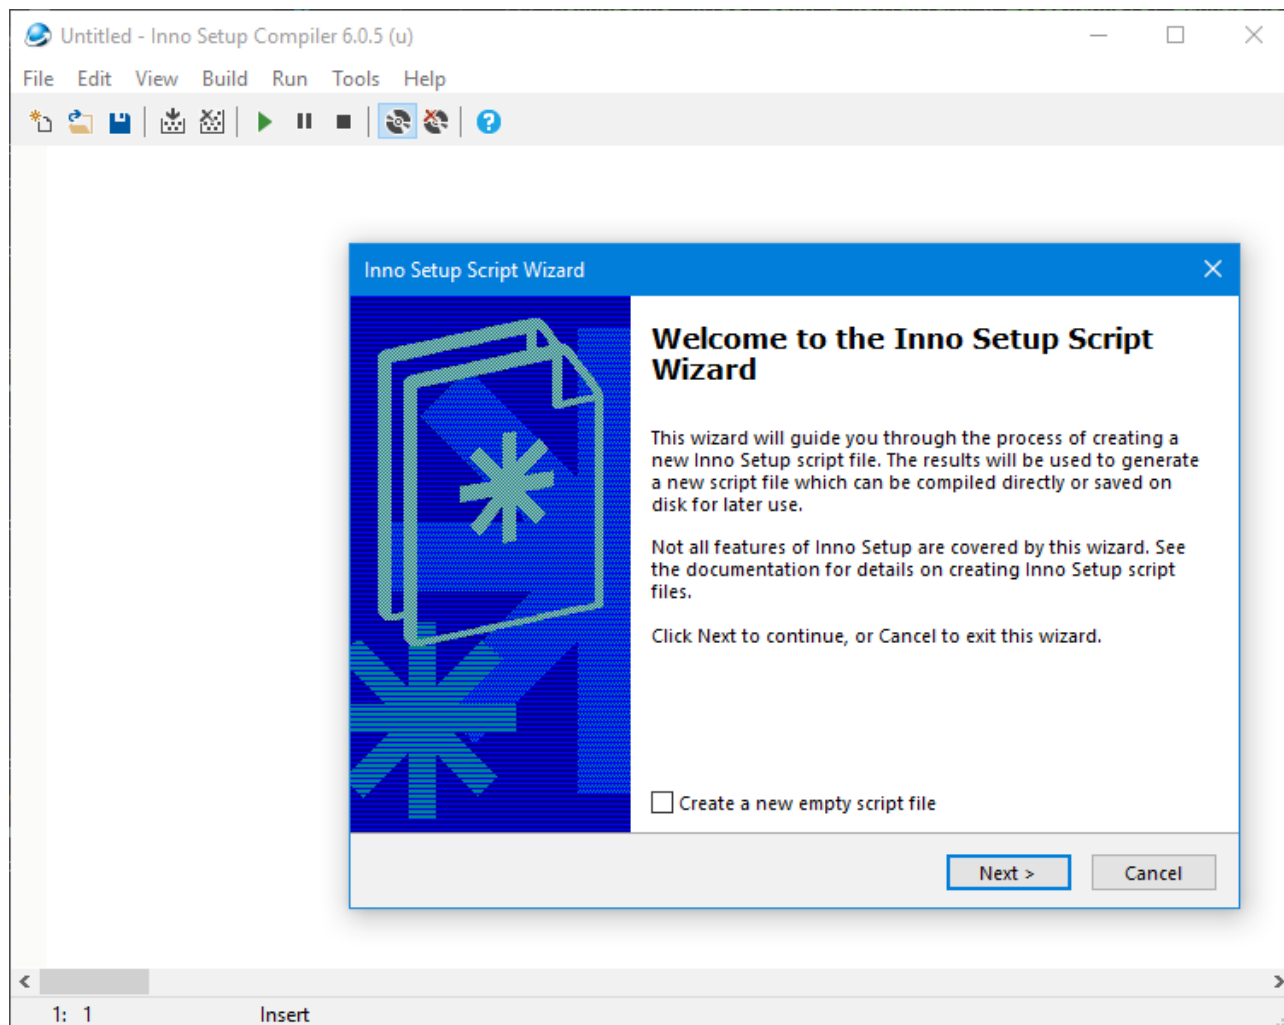 Untitled - Inno Setup Compiler 6.0.5 (u)
File Edit View Build Run Tools Help
Inno Setup Script Wizard
Welcome to the Inno Setup Script
Wizard
This wizard will guide you through the process of creating a
new Inno Setup script file. The results will be used to generate
a new script file which can be compiled directly or saved on
disk for later use.
Not all features of Inno Setup are covered by this wizard. See
the documentation for details on creating Inno Setup script
files.
Click Next to continue, or Cancel to exit this wizard.
Create a new empty script file
Next > Cancel
1: 1 Insert